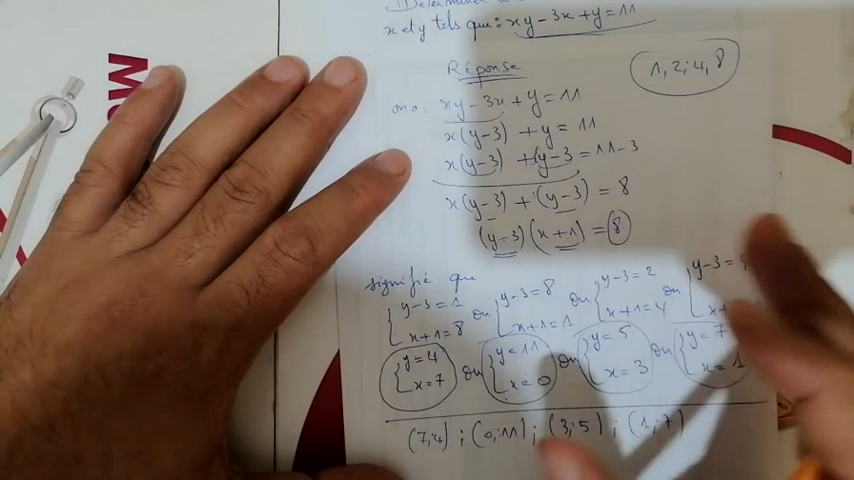 x et y tels que: xy-3x+y=11
Réponse
1, 2; 4, 8
on a: xy-3x+y=11
x(y-3)+y=11
x(y-3)+(y-3=11-3
x(y-3)+(y-3)=8
(y-3)(x+1)=8
signifie que
{y-3=1 ou {y-3=8 ou {y-3=2 ou {y-3=
x+1=8 x+1=1 x+1=4
{y=4 ou {y=11 ou {y=5 ou {y=7
x=7 x=0 x=3 x=1
(7;4); (0;11); (3;5); (1;7)